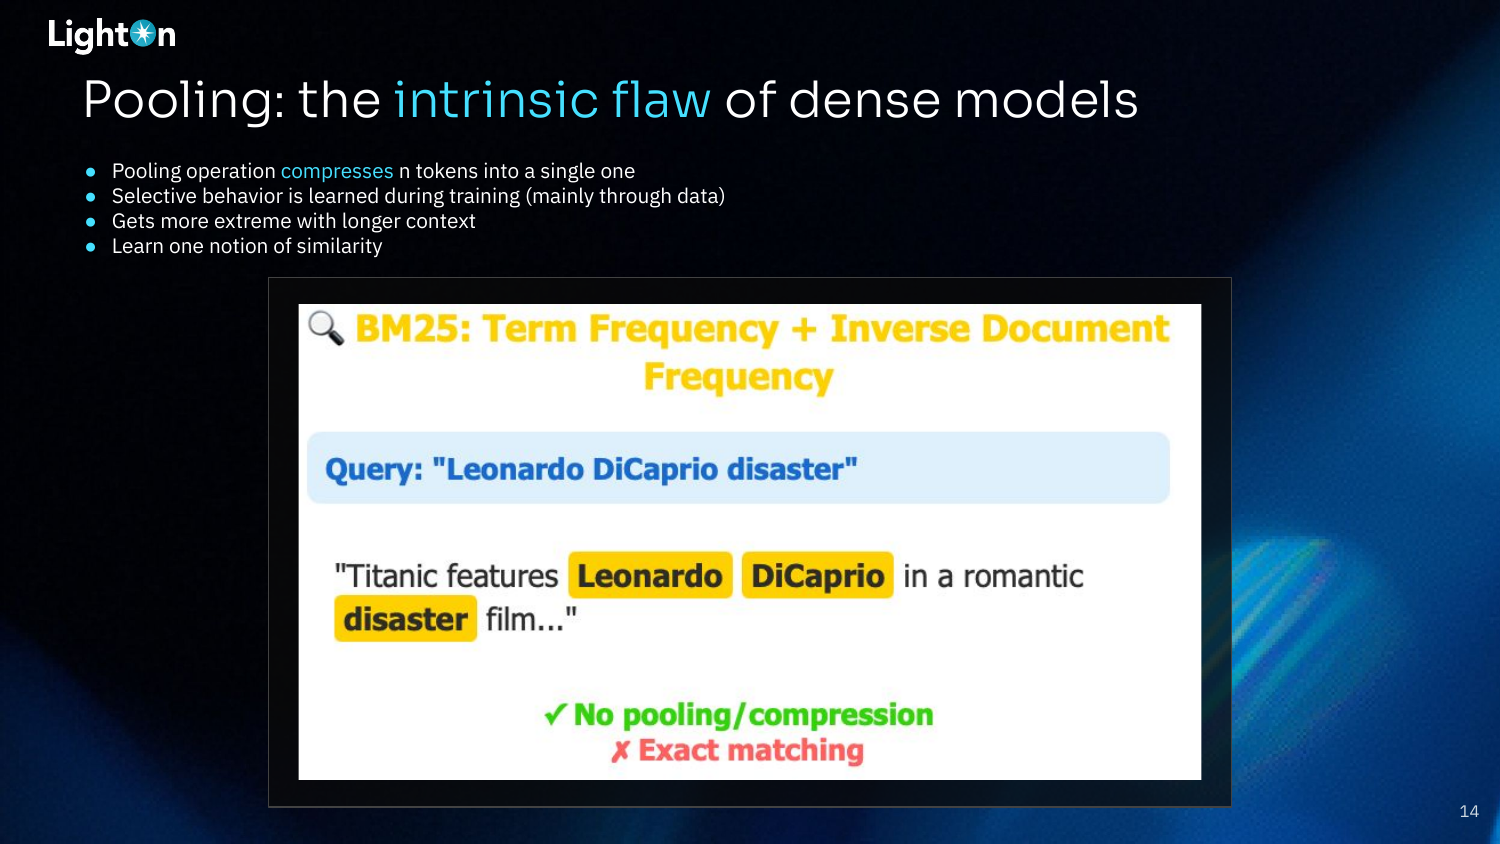 LightOn
Pooling: the intrinsic flaw of dense models
● Pooling operation compresses n tokens into a single one
● Selective behavior is learned during training (mainly through data)
● Gets more extreme with longer context
● Learn one notion of similarity
🔍 BM25: Term Frequency + Inverse Document
Frequency
Query: "Leonardo DiCaprio disaster"
"Titanic features Leonardo DiCaprio in a romantic
disaster film..."
✓ No pooling/compression
✗ Exact matching
14